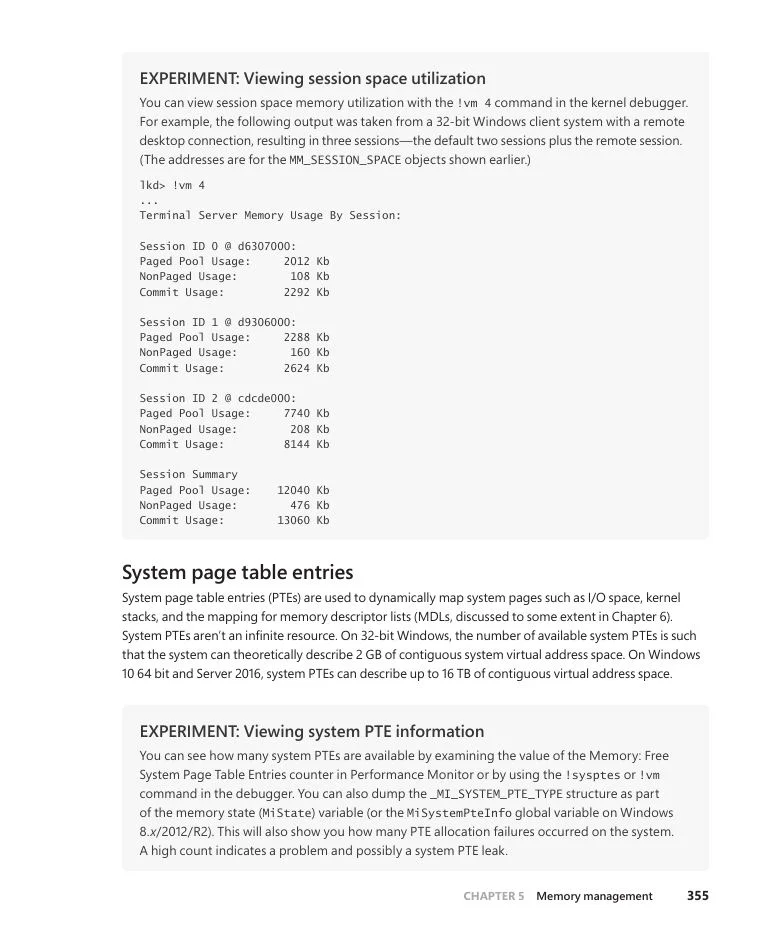 EXPERIMENT: Viewing session space utilization
You can view session space memory utilization with the !vm 4 command in the kernel debugger.
For example, the following output was taken from a 32-bit Windows client system with a remote
desktop connection, resulting in three sessions—the default two sessions plus the remote session.
(The addresses are for the MM_SESSION_SPACE objects shown earlier.)
lkd> !vm 4
...
Terminal Server Memory Usage By Session:
Session ID 0 @ d6307000:
Paged Pool Usage:     2012 Kb
NonPaged Usage:        108 Kb
Commit Usage:         2292 Kb
Session ID 1 @ d9306000:
Paged Pool Usage:     2288 Kb
NonPaged Usage:        160 Kb
Commit Usage:         2624 Kb
Session ID 2 @ cdcde000:
Paged Pool Usage:     7740 Kb
NonPaged Usage:        208 Kb
Commit Usage:         8144 Kb
Session Summary
Paged Pool Usage:    12040 Kb
NonPaged Usage:        476 Kb
Commit Usage:        13060 Kb
System page table entries
System page table entries (PTEs) are used to dynamically map system pages such as I/O space, kernel
stacks, and the mapping for memory descriptor lists (MDLs, discussed to some extent in Chapter 6).
System PTEs aren’t an infinite resource. On 32-bit Windows, the number of available system PTEs is such
that the system can theoretically describe 2 GB of contiguous system virtual address space. On Windows
10 64 bit and Server 2016, system PTEs can describe up to 16 TB of contiguous virtual address space.
EXPERIMENT: Viewing system PTE information
You can see how many system PTEs are available by examining the value of the Memory: Free
System Page Table Entries counter in Performance Monitor or by using the !sysptes or !vm
command in the debugger. You can also dump the _MI_SYSTEM_PTE_TYPE structure as part
of the memory state (MiState) variable (or the MiSystemPteInfo global variable on Windows
8.x/2012/R2). This will also show you how many PTE allocation failures occurred on the system.
A high count indicates a problem and possibly a system PTE leak.
CHAPTER 5 Memory management 355